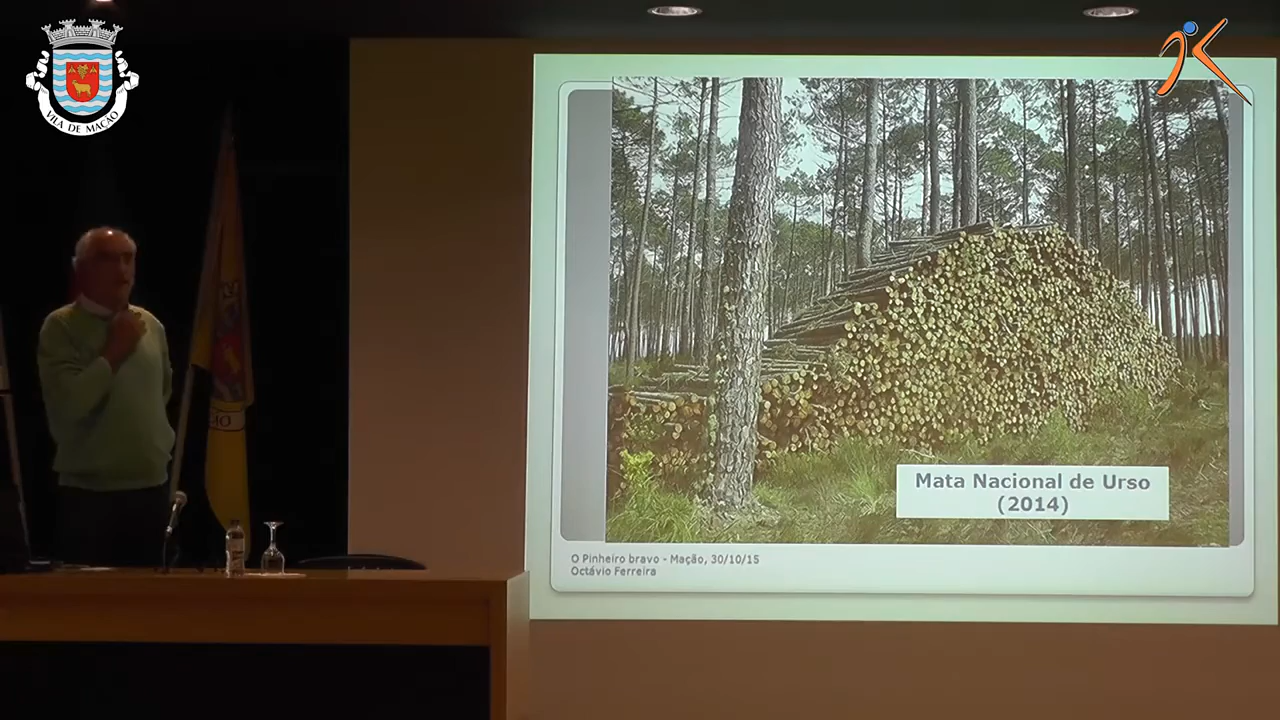 VILA DE MAÇÃO
Mata Nacional de Urso
(2014)
O Pinheiro bravo - Mação, 30/10/15
Octávio Ferreira